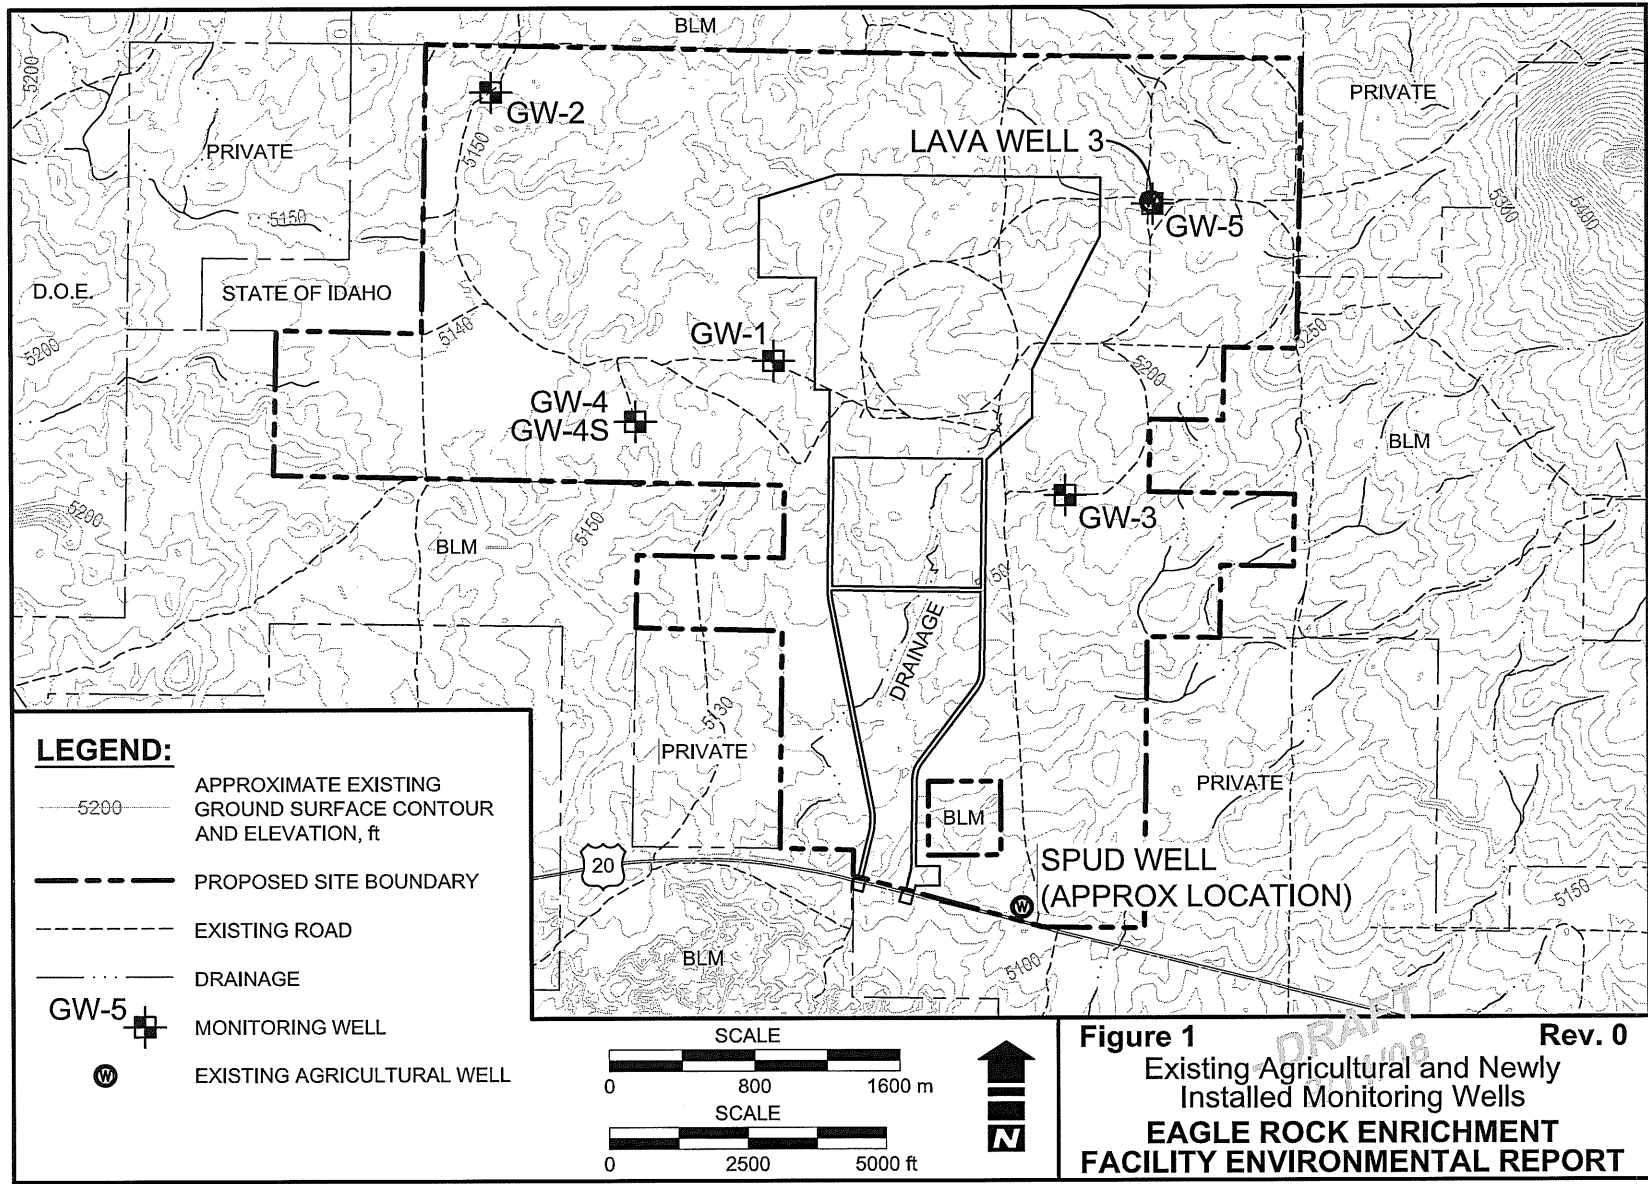 BLM
5200
PRIVATE
GW-2
5150
PRIVATE
LAVA WELL 3
5150
GW-5
5300
5400
D.O.E.
STATE OF IDAHO
5200
5140
GW-1
5250
5200
GW-4
GW-4S
BLM
5200
5150
GW-3
BLM
5150
DRAINAGE
5130
PRIVATE
PRIVATE
BLM
20
SPUD WELL
(APPROX LOCATION)
5150
BLM
5100
LEGEND:
5200
APPROXIMATE EXISTING
GROUND SURFACE CONTOUR
AND ELEVATION, ft
PROPOSED SITE BOUNDARY
EXISTING ROAD
DRAINAGE
GW-5
MONITORING WELL
W
EXISTING AGRICULTURAL WELL
SCALE
0 800 1600 m
SCALE
0 2500 5000 ft
N
Figure 1 Rev. 0
DRAFT -
Existing Agricultural and Newly
Installed Monitoring Wells
EAGLE ROCK ENRICHMENT
FACILITY ENVIRONMENTAL REPORT